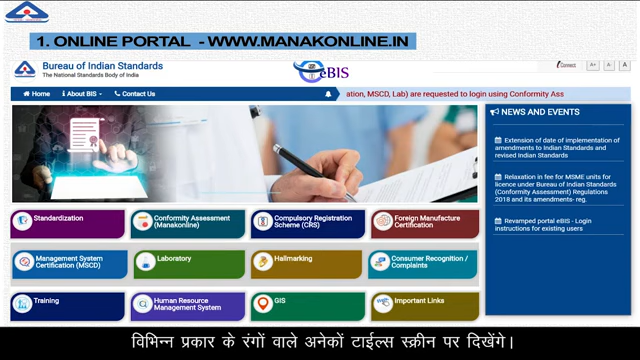 1. ONLINE PORTAL - WWW.MANAKONLINE.IN
Bureau of Indian Standards
The National Standards Body of India
eBIS
Connect
A+ A- A
Home About BIS Contact Us
ation, MSCD, Lab) are requested to login using Conformity Ass
NEWS AND EVENTS
Extension of date of implementation of
amendments to Indian Standards and
revised Indian Standards
Relaxation in fee for MSME units for
licence under Bureau of Indian Standards
(Conformity Assessment) Regulations
2018 and its amendments- reg.
Revamped portal eBIS - Login
instructions for existing users
Standardization
Conformity Assessment
(Manakonline)
Compulsory Registration
Scheme (CRS)
Foreign Manufacture
Certification
Management System
Certification (MSCD)
Laboratory
Hallmarking
Consumer Recognition /
Complaints
Training
Human Resource
Management System
GIS
Important Links
विभिन्न प्रकार के रंगों वाले अनेकों टाईल्स स्क्रीन पर दिखेंगे।